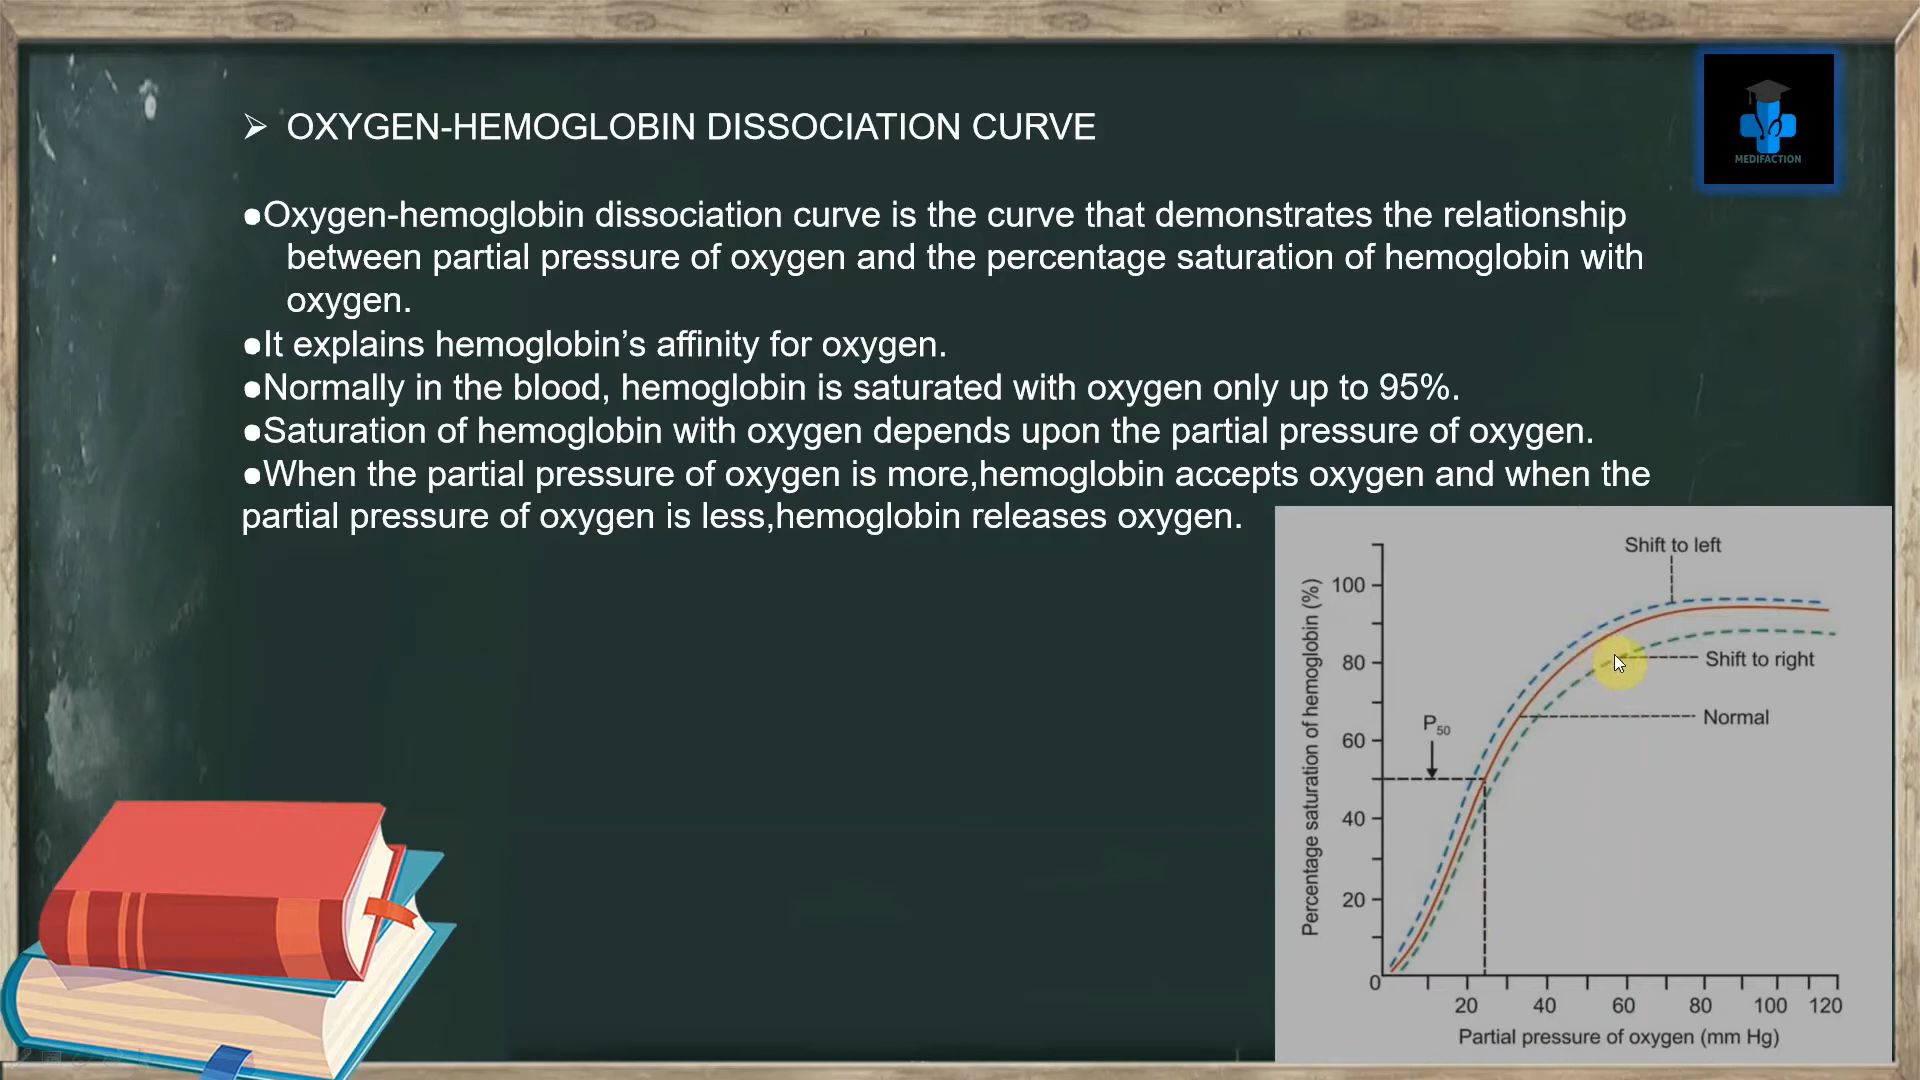 ➢ OXYGEN-HEMOGLOBIN DISSOCIATION CURVE
MEDIFACTION
●Oxygen-hemoglobin dissociation curve is the curve that demonstrates the relationship
between partial pressure of oxygen and the percentage saturation of hemoglobin with
oxygen.
●It explains hemoglobin’s affinity for oxygen.
●Normally in the blood, hemoglobin is saturated with oxygen only up to 95%.
●Saturation of hemoglobin with oxygen depends upon the partial pressure of oxygen.
●When the partial pressure of oxygen is more,hemoglobin accepts oxygen and when the
partial pressure of oxygen is less,hemoglobin releases oxygen.
Shift to left
Shift to right
Normal
P50
Percentage saturation of hemoglobin (%)
100
80
60
40
20
0
20 40 60 80 100 120
Partial pressure of oxygen (mm Hg)